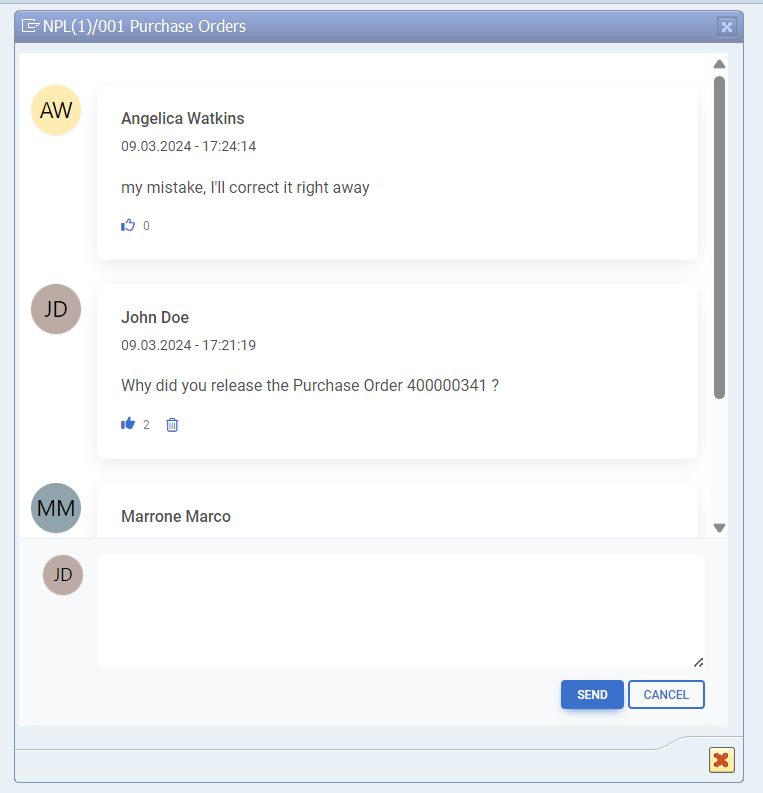 NPL(1)/001 Purchase Orders
AW
Angelica Watkins
09.03.2024 - 17:24:14
my mistake, I'll correct it right away
0
JD
John Doe
09.03.2024 - 17:21:19
Why did you release the Purchase Order 400000341 ?
2
MM
Marrone Marco
JD
SEND CANCEL